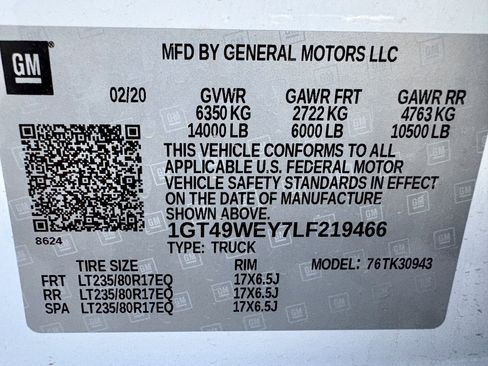 GM
MFD BY GENERAL MOTORS LLC
02/20 GVWR GAWR FRT GAWR RR
6350 KG 2722 KG 4763 KG
14000 LB 6000 LB 10500 LB
THIS VEHICLE CONFORMS TO ALL
APPLICABLE U.S. FEDERAL MOTOR
VEHICLE SAFETY STANDARDS IN EFFECT
ON THE DATE OF MANUFACTURE
SHOWN ABOVE.
8624
1GT49WEY7LF219466
TYPE: TRUCK
TIRE SIZE RIM MODEL: 76TK30943
FRT LT235/80R17EQ 17X6.5J
RR LT235/80R17EQ 17X6.5J
SPA LT235/80R17EQ 17X6.5J